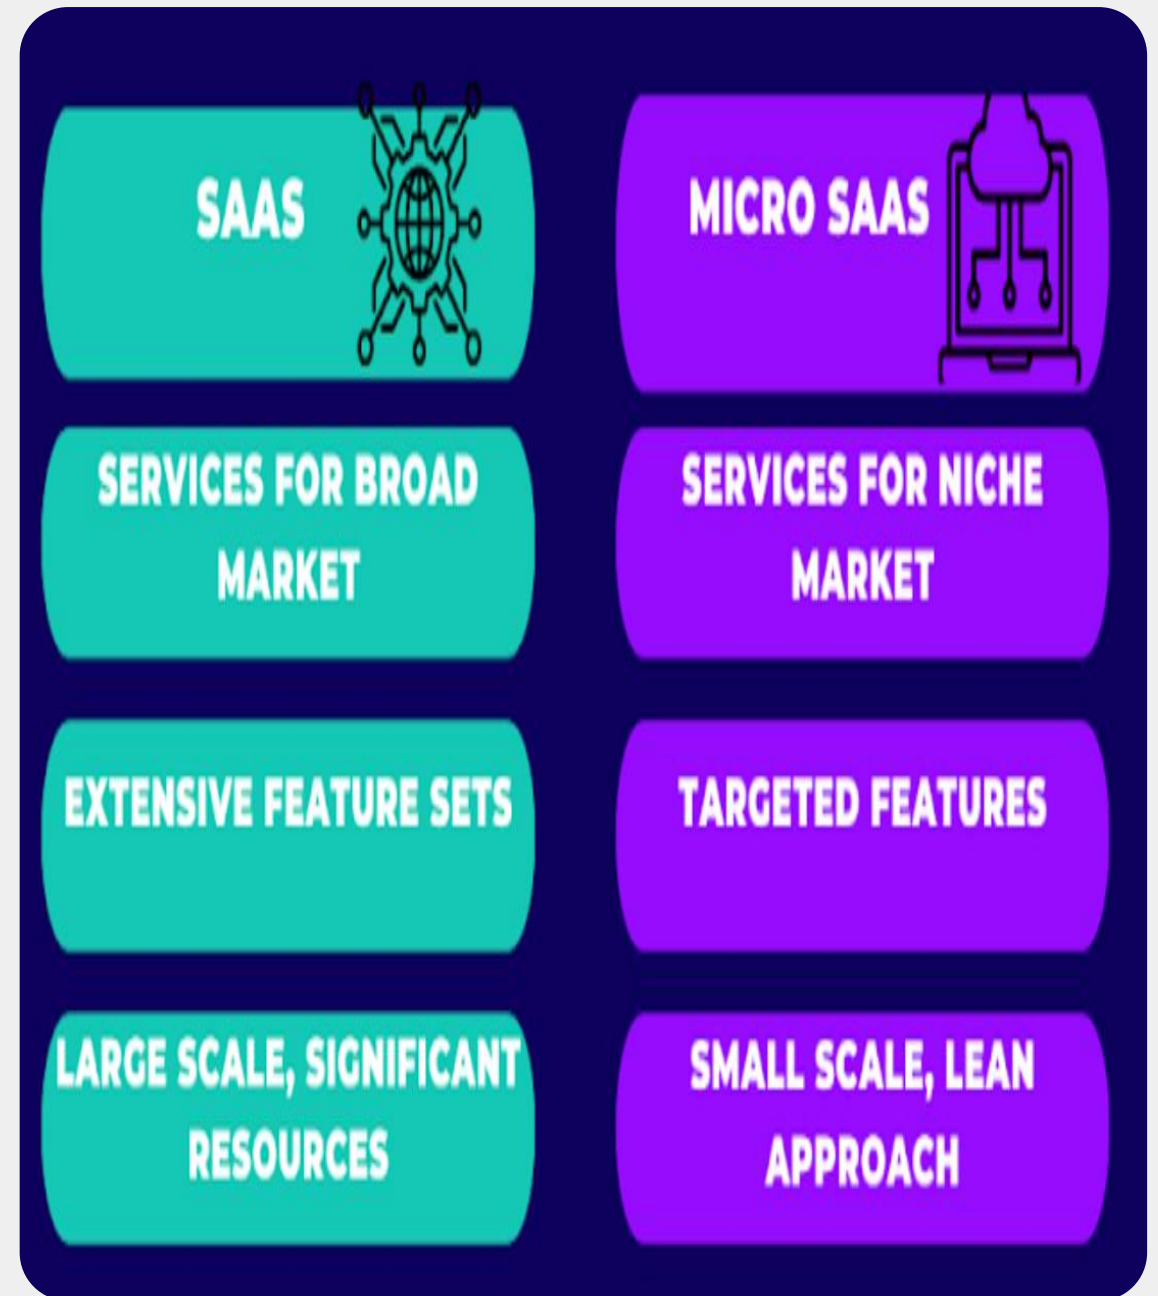 SAAS
MICRO SAAS
SERVICES FOR BROAD
MARKET
SERVICES FOR NICHE
MARKET
EXTENSIVE FEATURE SETS
TARGETED FEATURES
LARGE SCALE, SIGNIFICANT
RESOURCES
SMALL SCALE, LEAN
APPROACH